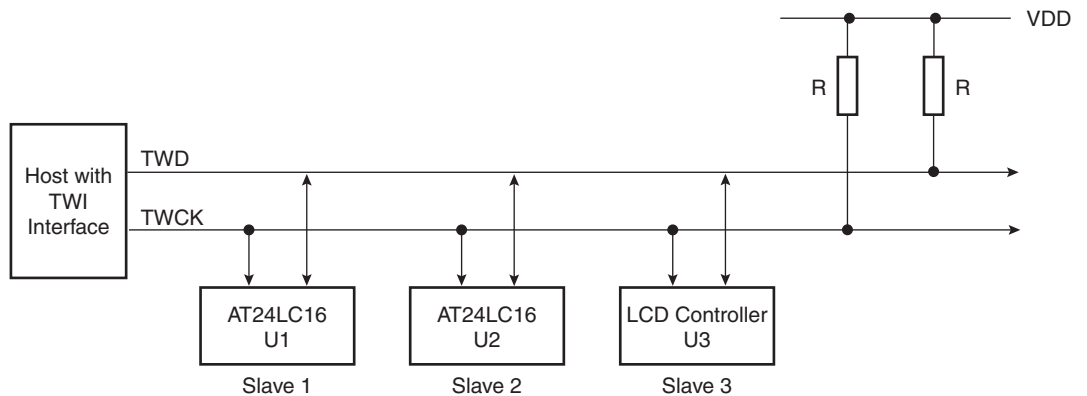 VDD
R
R
Host with
TWI
Interface
TWD
TWCK
AT24LC16
U1
Slave 1
AT24LC16
U2
Slave 2
LCD Controller
U3
Slave 3